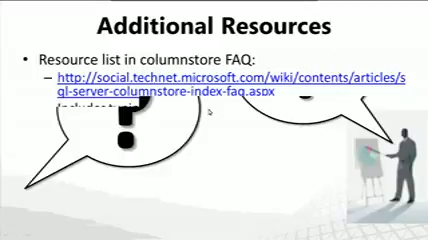 Additional Resources
• Resource list in columnstore FAQ:
– http://social.technet.microsoft.com/wiki/contents/articles/s
ql-server-columnstore-index-faq.aspx
?